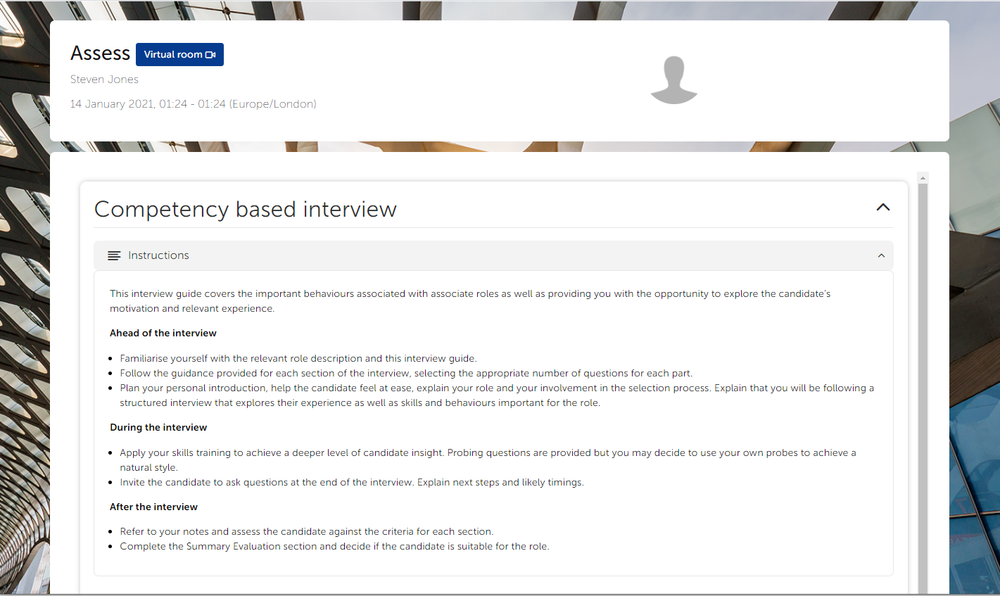 Assess Virtual room
Steven Jones
14 January 2021, 01:24 - 01:24 (Europe/London)
Competency based interview
Instructions
This interview guide covers the important behaviours associated with associate roles as well as providing you with the opportunity to explore the candidate's
motivation and relevant experience.
Ahead of the interview
• Familiarise yourself with the relevant role description and this interview guide.
• Follow the guidance provided for each section of the interview, selecting the appropriate number of questions for each part.
• Plan your personal introduction, help the candidate feel at ease, explain your role and your involvement in the selection process. Explain that you will be following a
structured interview that explores their experience as well as skills and behaviours important for the role.
During the interview
• Apply your skills training to achieve a deeper level of candidate insight. Probing questions are provided but you may decide to use your own probes to achieve a
natural style.
• Invite the candidate to ask questions at the end of the interview. Explain next steps and likely timings.
After the interview
• Refer to your notes and assess the candidate against the criteria for each section.
• Complete the Summary Evaluation section and decide if the candidate is suitable for the role.